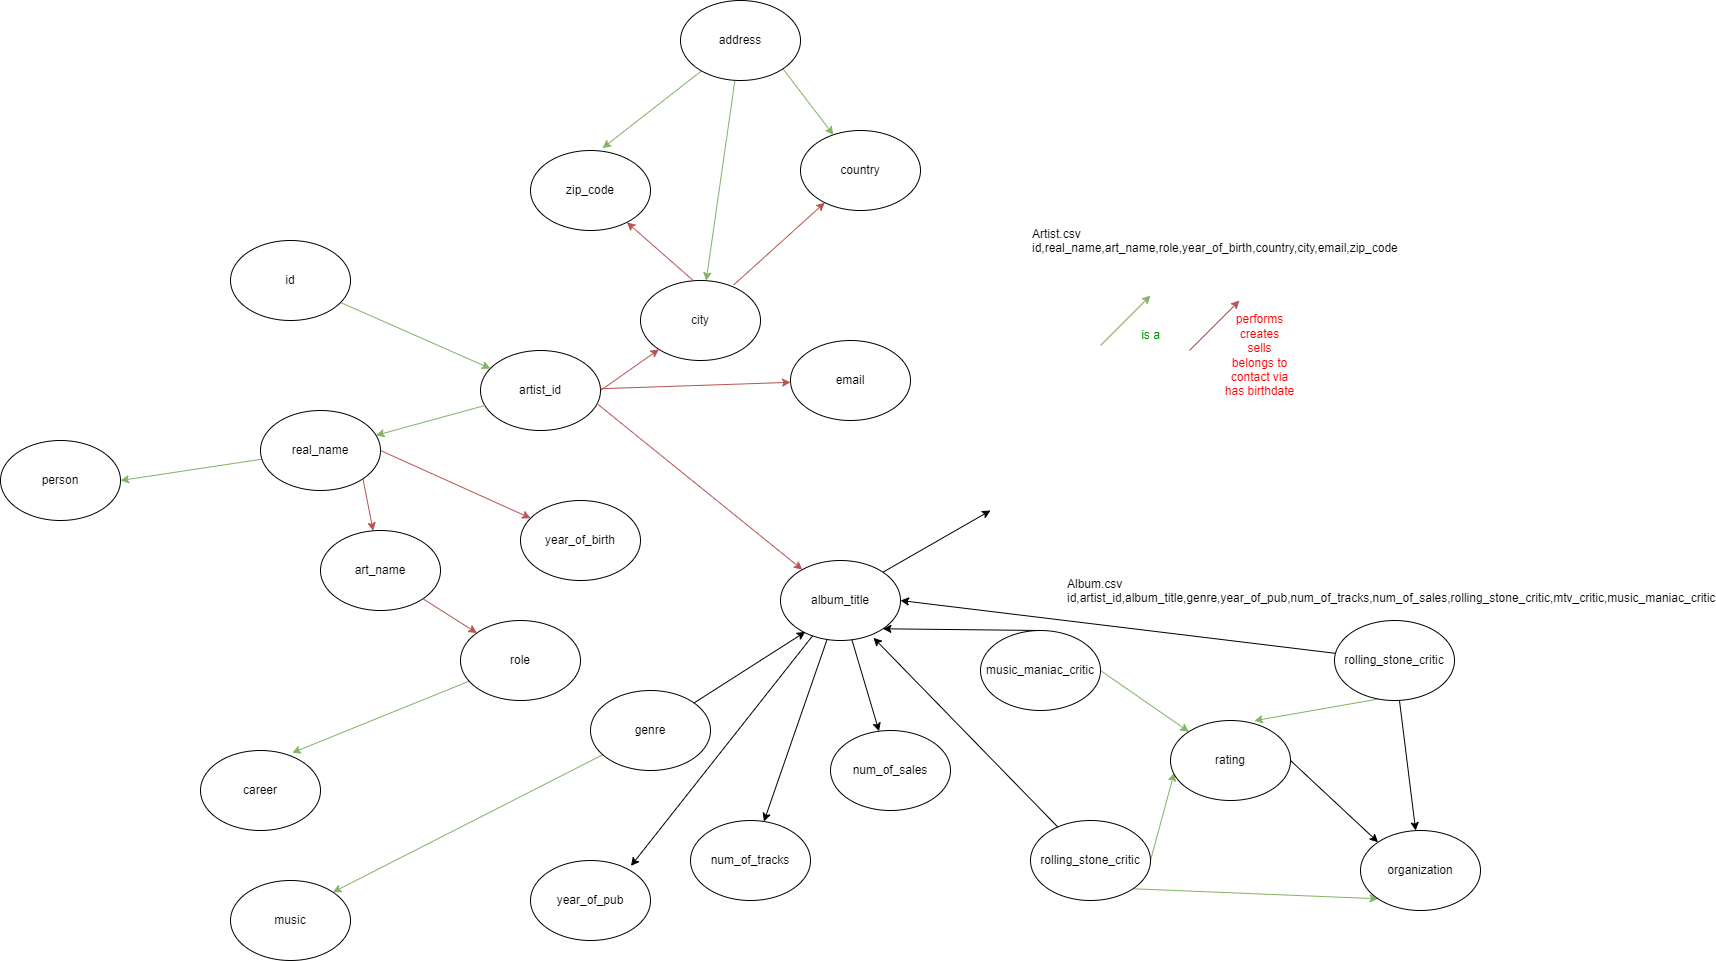 address
country
zip_code
Artist.csv
id,real_name,art_name,role,year_of_birth,country,city,email,zip_code
id
city
is a
performs
creates
sells
belongs to
contact via
has birthdate
email
artist_id
real_name
person
year_of_birth
art_name
Album.csv
id,artist_id,album_title,genre,year_of_pub,num_of_tracks,num_of_sales,rolling_stone_critic,mtv_critic,music_maniac_critic
album_title
role
music_maniac_critic
rolling_stone_critic
genre
rating
num_of_sales
career
num_of_tracks
rolling_stone_critic
organization
year_of_pub
music